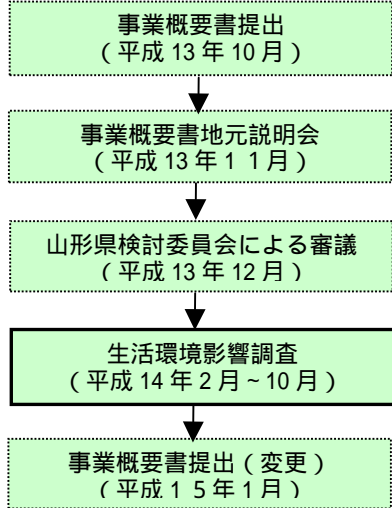 事業概要書提出
（平成 13 年 10 月）
事業概要書地元説明会
（平成 13 年１１月）
山形県検討委員会による審議
（平成 13 年 12 月）
生活環境影響調査
（平成 14 年 2 月～10 月）
事業概要書提出（変更）
（平成１５年１月）